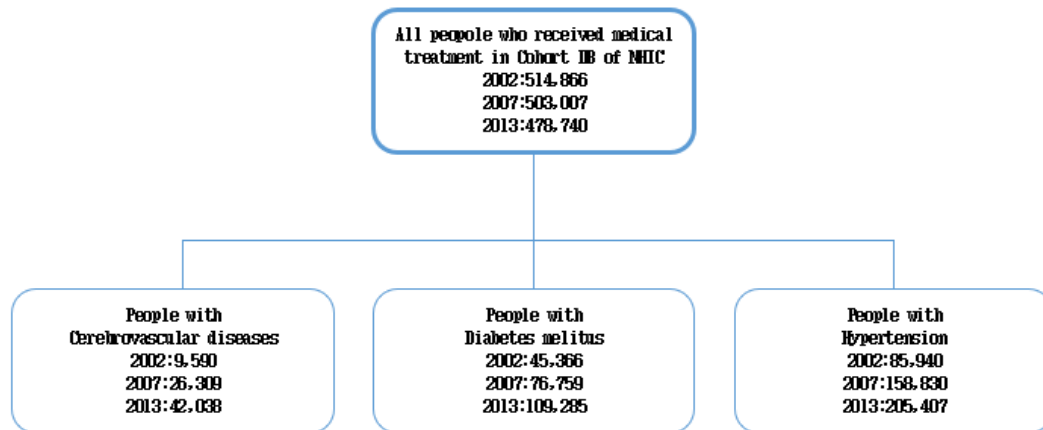 All peopole who received medical
treatment in Cohort DB of NHIC
2002:514,866
2007:503,007
2013:478,740
People with
Cerebrovascular diseases
2002:9,590
2007:26,309
2013:42,038
People with
Diabetes melitus
2002:45,366
2007:76,759
2013:109,285
People with
Hypertension
2002:85,940
2007:158,830
2013:205,407